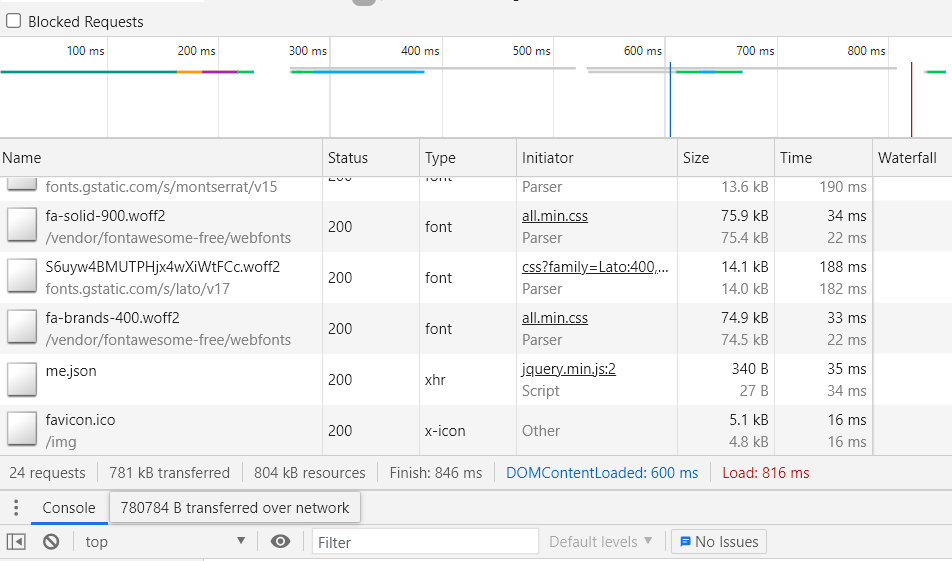 Blocked Requests
100 ms 200 ms 300 ms 400 ms 500 ms 600 ms 700 ms 800 ms
Name Status Type Initiator Size Time Waterfall
fonts.gstatic.com/s/montserrat/v15 200 font Parser 13.6 kB 190 ms
fa-solid-900.woff2 200 font all.min.css 75.9 kB 34 ms
/vendor/fontawesome-free/webfonts Parser 75.4 kB 22 ms
S6uyw4BMUTPHjx4wXiWtFCc.woff2 200 font css?family=Lato:400,... 14.1 kB 188 ms
fonts.gstatic.com/s/lato/v17 Parser 14.0 kB 182 ms
fa-brands-400.woff2 200 font all.min.css 74.9 kB 33 ms
/vendor/fontawesome-free/webfonts Parser 74.5 kB 22 ms
me.json 200 xhr jquery.min.js:2 340 B 35 ms
Script 27 B 34 ms
favicon.ico 200 x-icon Other 5.1 kB 16 ms
/img 4.8 kB 16 ms
24 requests 781 kB transferred 804 kB resources Finish: 846 ms DOMContentLoaded: 600 ms Load: 816 ms
Console 780784 B transferred over network
top Filter Default levels No Issues